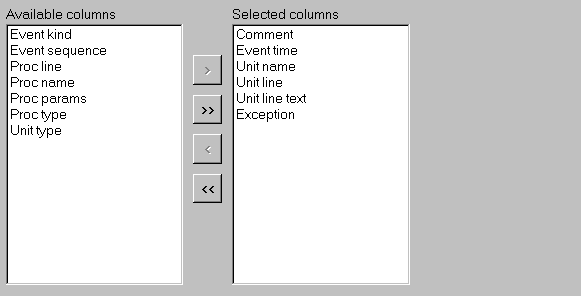 Available columns
Event kind
Event sequence
Proc line
Proc name
Proc params
Proc type
Unit type
>
>>
<
<<
Selected columns
Comment
Event time
Unit name
Unit line
Unit line text
Exception